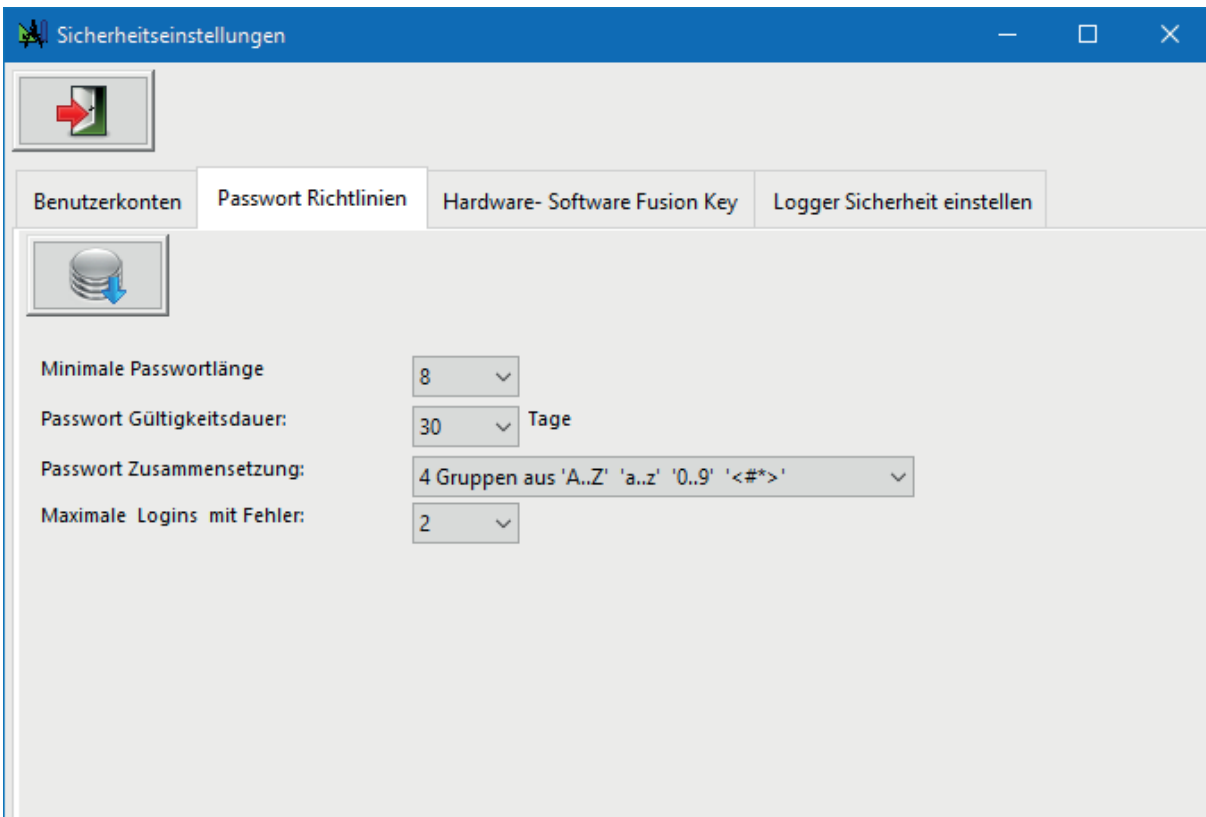 Sicherheitseinstellungen
Benutzerkonten Passwort Richtlinien Hardware- Software Fusion Key Logger Sicherheit einstellen
Minimale Passwortlänge 8
Passwort Gültigkeitsdauer: 30 Tage
Passwort Zusammensetzung: 4 Gruppen aus 'A..Z' 'a..z' '0..9' '<#*>'
Maximale Logins mit Fehler: 2